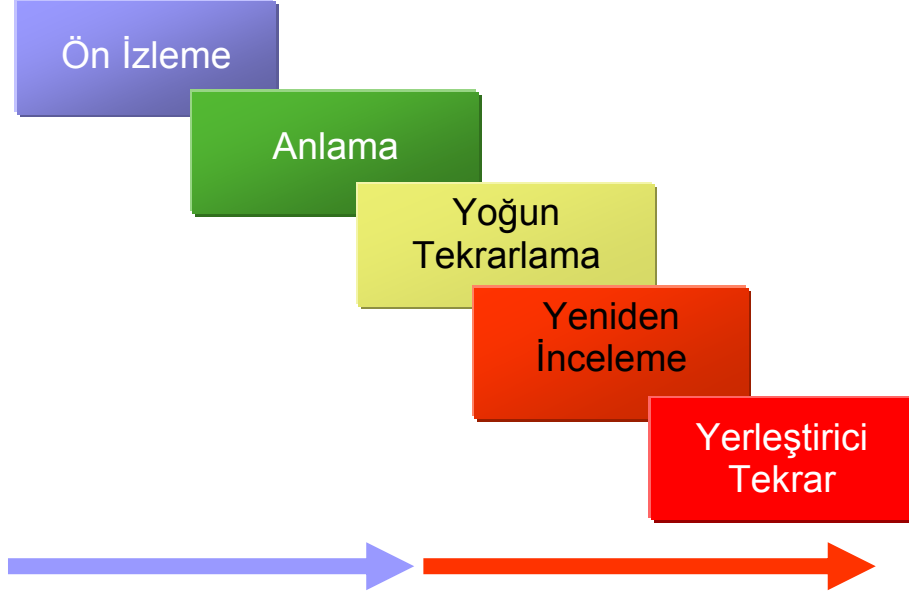 Ön İzleme
Anlama
Yoğun
Tekrarlama
Yeniden
İnceleme
Yerleştirici
Tekrar